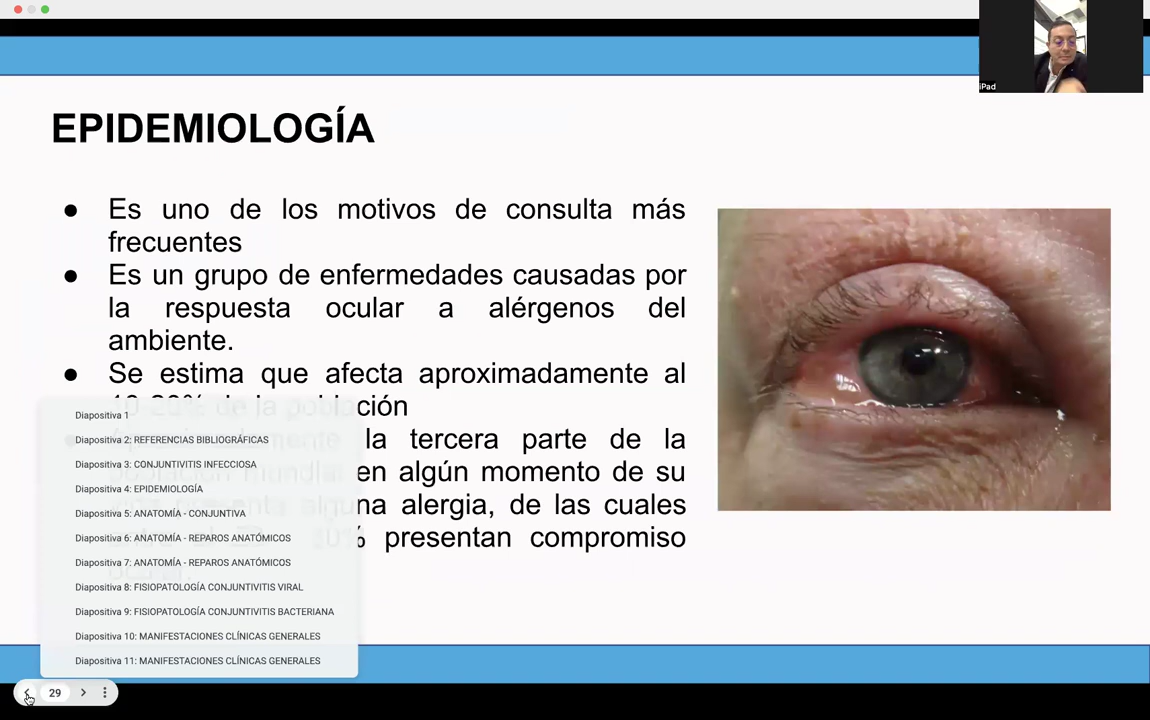 iPad
EPIDEMIOLOGÍA
● Es uno de los motivos de consulta más
frecuentes
● Es un grupo de enfermedades causadas por
la respuesta ocular a alérgenos del
ambiente.
● Se estima que afecta aproximadamente al
10-20% de la población
la tercera parte de la
población mundial en algún momento de su
alguna alergia, de las cuales
presentan compromiso
Diapositiva 1
Diapositiva 2: REFERENCIAS BIBLIOGRÁFICAS
Diapositiva 3: CONJUNTIVITIS INFECCIOSA
Diapositiva 4: EPIDEMIOLOGÍA
Diapositiva 5: ANATOMÍA - CONJUNTIVA
Diapositiva 6: ANATOMÍA - REPAROS ANATÓMICOS
Diapositiva 7: ANATOMÍA - REPAROS ANATÓMICOS
Diapositiva 8: FISIOPATOLOGÍA CONJUNTIVITIS VIRAL
Diapositiva 9: FISIOPATOLOGÍA CONJUNTIVITIS BACTERIANA
Diapositiva 10: MANIFESTACIONES CLÍNICAS GENERALES
Diapositiva 11: MANIFESTACIONES CLÍNICAS GENERALES
29